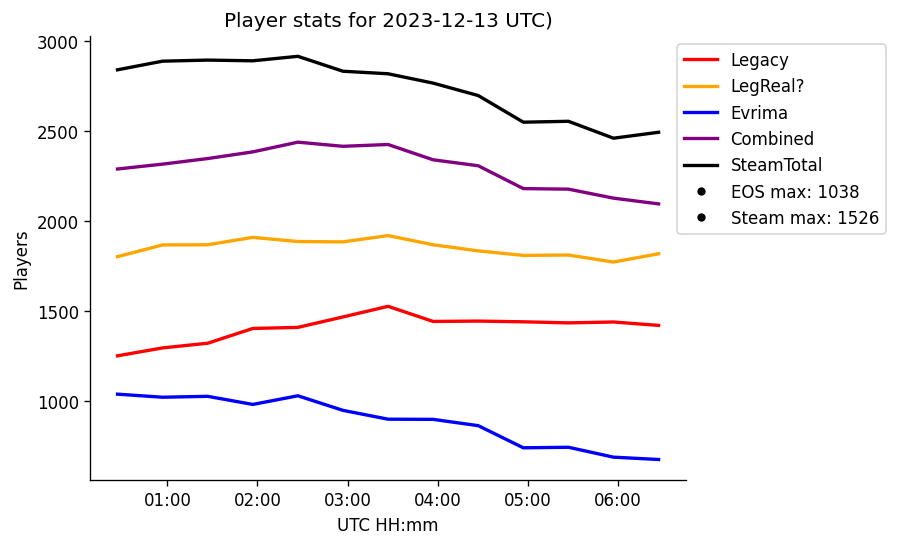 Player stats for 2023-12-13 UTC)
3000
2500
2000
1500
1000
Players
01:00 02:00 03:00 04:00 05:00 06:00
UTC HH:mm
Legacy
LegReal?
Evrima
Combined
SteamTotal
EOS max: 1038
Steam max: 1526